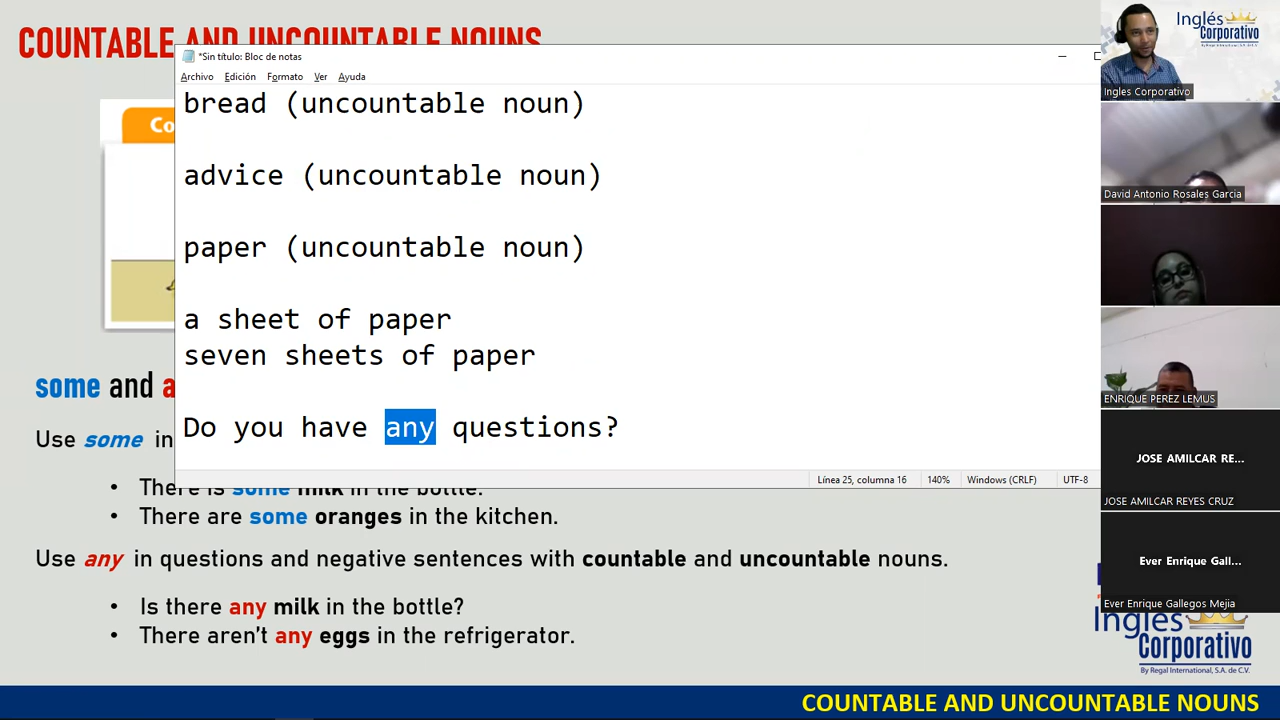 COUNTABLE AND UNCOUNTABLE NOUNS
*Sin título: Bloc de notas
Archivo Edición Formato Ver Ayuda
bread (uncountable noun)
advice (uncountable noun)
paper (uncountable noun)
a sheet of paper
seven sheets of paper
Do you have any questions?
Línea 25, columna 16 140% Windows (CRLF) UTF-8
Co
some and a
Use some in
• There is some milk in the bottle.
• There are some oranges in the kitchen.
Use any in questions and negative sentences with countable and uncountable nouns.
• Is there any milk in the bottle?
• There aren't any eggs in the refrigerator.
COUNTABLE AND UNCOUNTABLE NOUNS
Inglés
Corporativo
By Regal International, S.A. de C.V.
Ingles Corporativo
David Antonio Rosales Garcia
ENRIQUE PEREZ LEMUS
JOSE AMILCAR RE...
JOSE AMILCAR REYES CRUZ
Ever Enrique Gall...
Ever Enrique Gallegos Mejia
Inglés
Corporativo
By Regal International, S.A. de C.V.